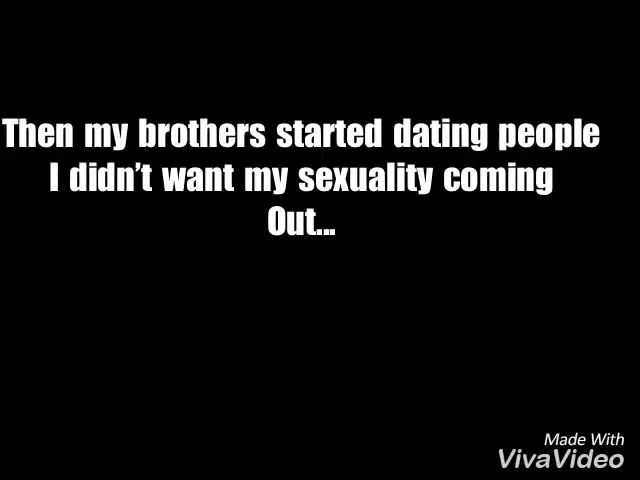 Then my brothers started dating people
I didn't want my sexuality coming
Out...
Made With
VivaVideo